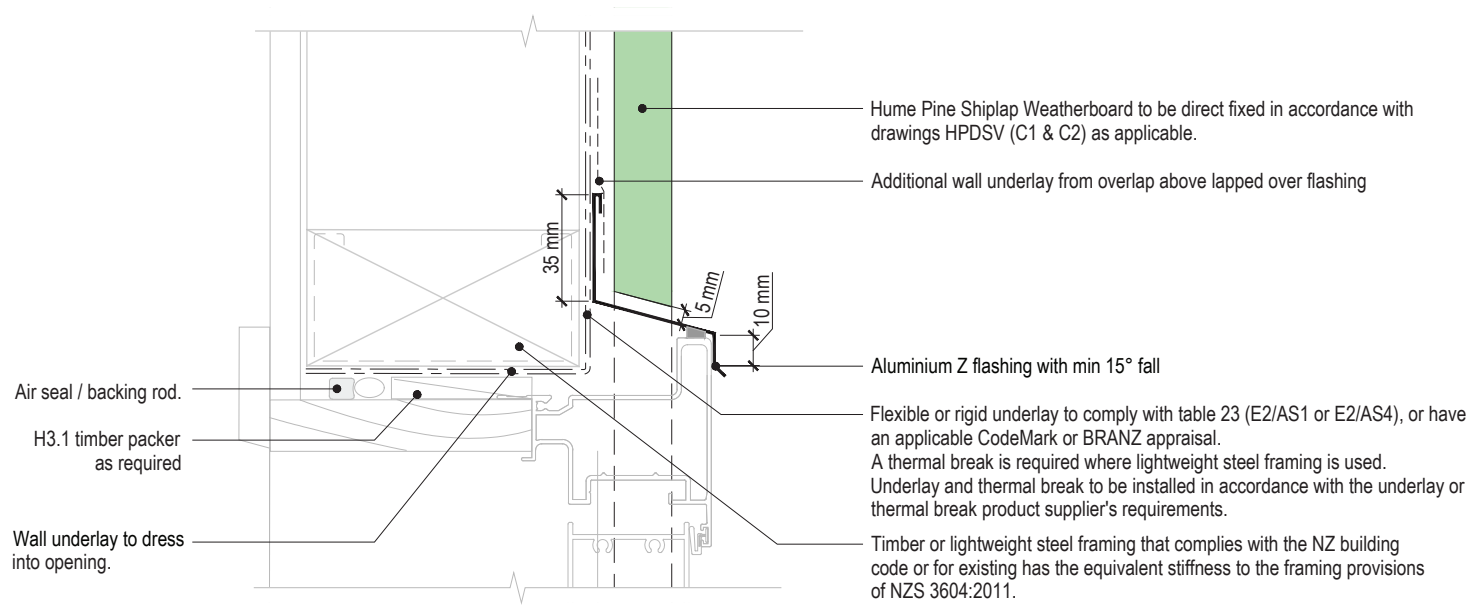 Hume Pine Shiplap Weatherboard to be direct fixed in accordance with
drawings HPDSV (C1 & C2) as applicable.
Additional wall underlay from overlap above lapped over flashing
35 mm
5 mm
10 mm
Aluminium Z flashing with min 15° fall
Air seal / backing rod.
H3.1 timber packer
as required
Wall underlay to dress
into opening.
Flexible or rigid underlay to comply with table 23 (E2/AS1 or E2/AS4), or have
an applicable CodeMark or BRANZ appraisal.
A thermal break is required where lightweight steel framing is used.
Underlay and thermal break to be installed in accordance with the underlay or
thermal break product supplier's requirements.
Timber or lightweight steel framing that complies with the NZ building
code or for existing has the equivalent stiffness to the framing provisions
of NZS 3604:2011.